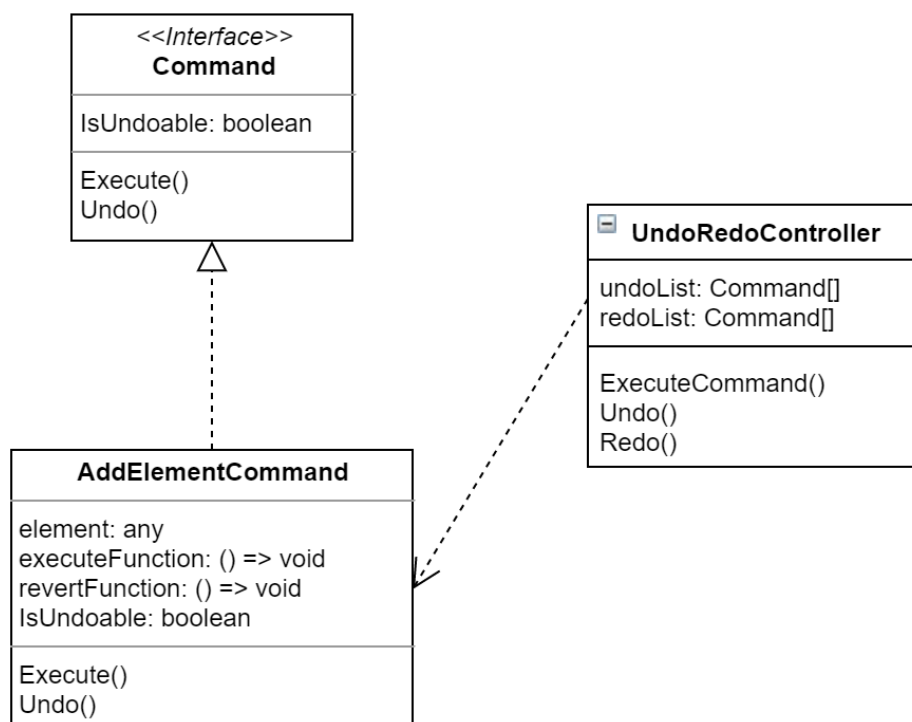 <<Interface>>
Command
IsUndoable: boolean
Execute()
Undo()
UndoRedoController
undoList: Command[]
redoList: Command[]
ExecuteCommand()
Undo()
Redo()
AddElementCommand
element: any
executeFunction: () => void
revertFunction: () => void
IsUndoable: boolean
Execute()
Undo()